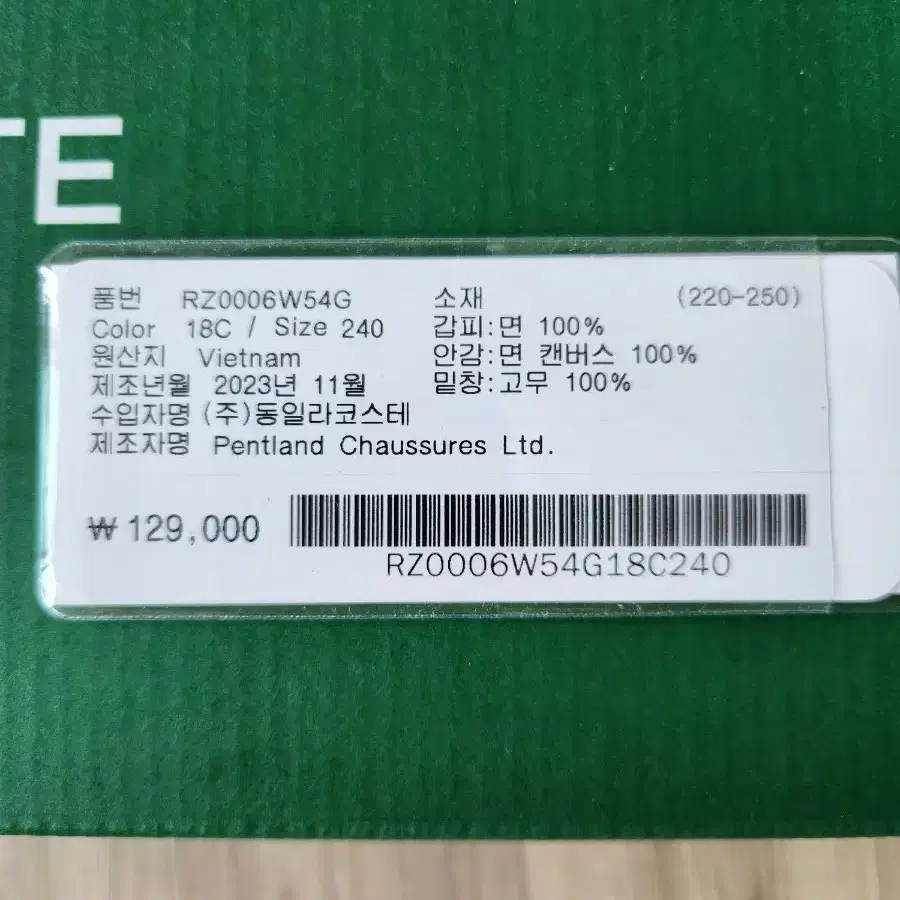 TE
품번 RZ0006W54G
Color 18C / Size 240
원산지 Vietnam
제조년월 2023년 11월
수입자명 (주)동일라코스테
제조자명 Pentland Chaussures Ltd.
소재 (220-250)
갑피:면 100%
안감:면 캔버스 100%
밑창:고무 100%
₩ 129,000
RZ0006W54G18C240